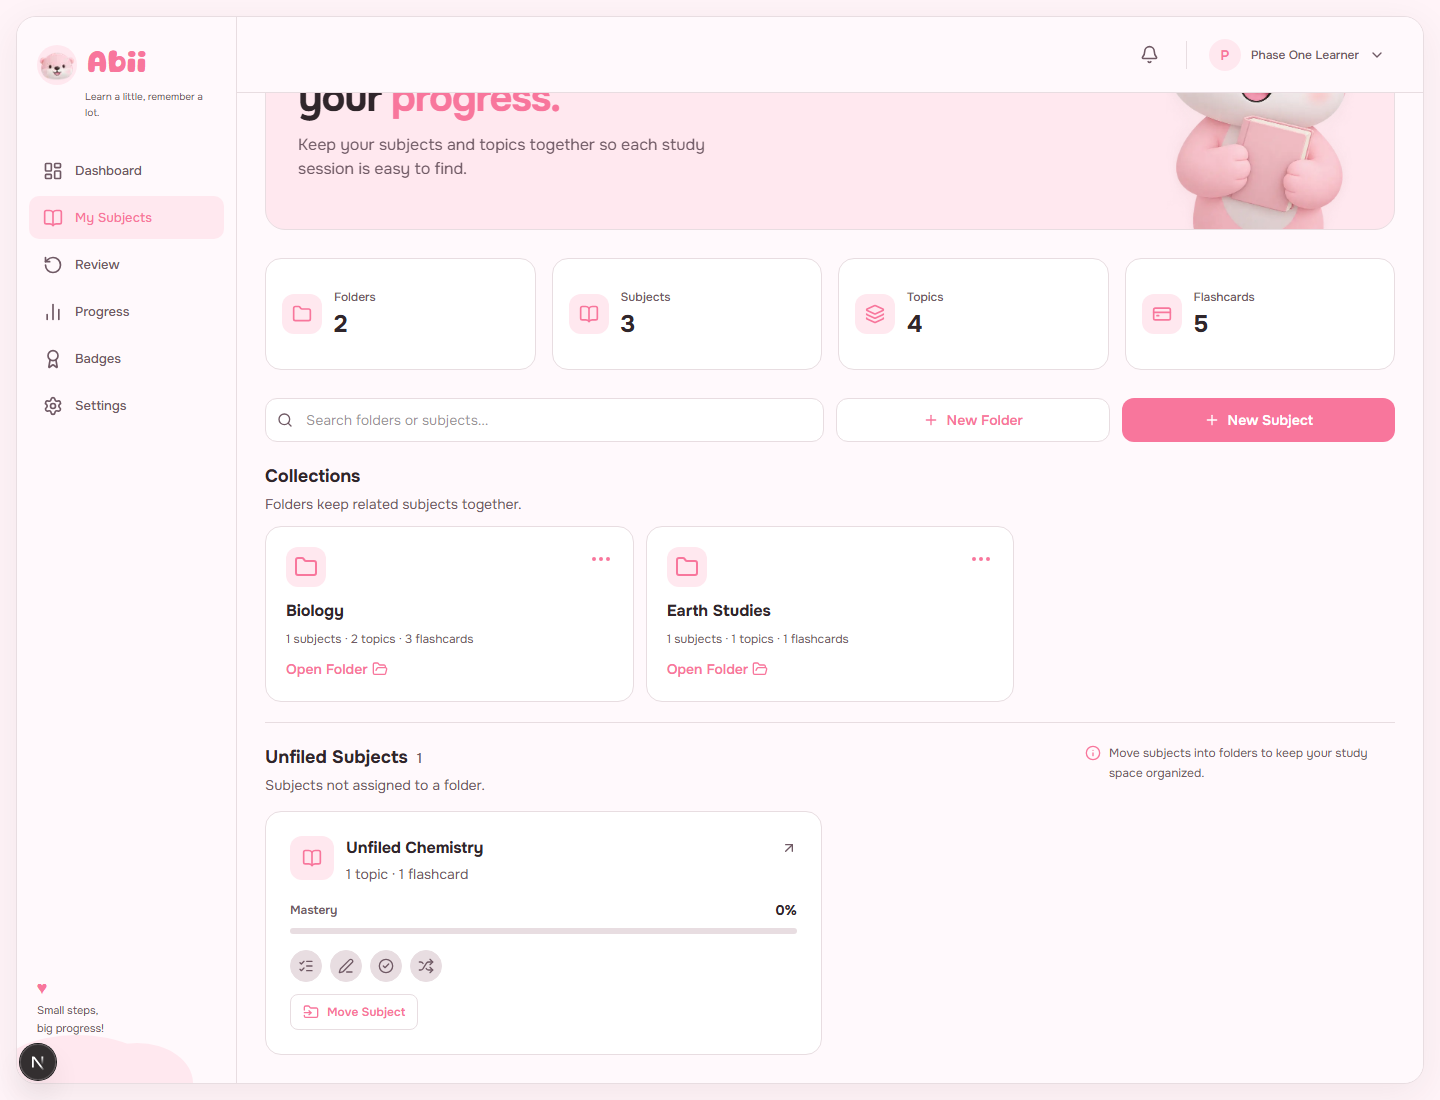 Abii
Learn a little, remember a
lot.
Dashboard
My Subjects
Review
Progress
Badges
Settings
Small steps,
big progress!
N
P
Phase One Learner
your progress.
Keep your subjects and topics together so each study
session is easy to find.
Folders
2
Subjects
3
Topics
4
Flashcards
5
Search folders or subjects...
New Folder
New Subject
Collections
Folders keep related subjects together.
Biology
1 subjects · 2 topics · 3 flashcards
Open Folder
Earth Studies
1 subjects · 1 topics · 1 flashcards
Open Folder
Unfiled Subjects 1
Subjects not assigned to a folder.
Move subjects into folders to keep your study
space organized.
Unfiled Chemistry
1 topic · 1 flashcard
Mastery
0%
Move Subject